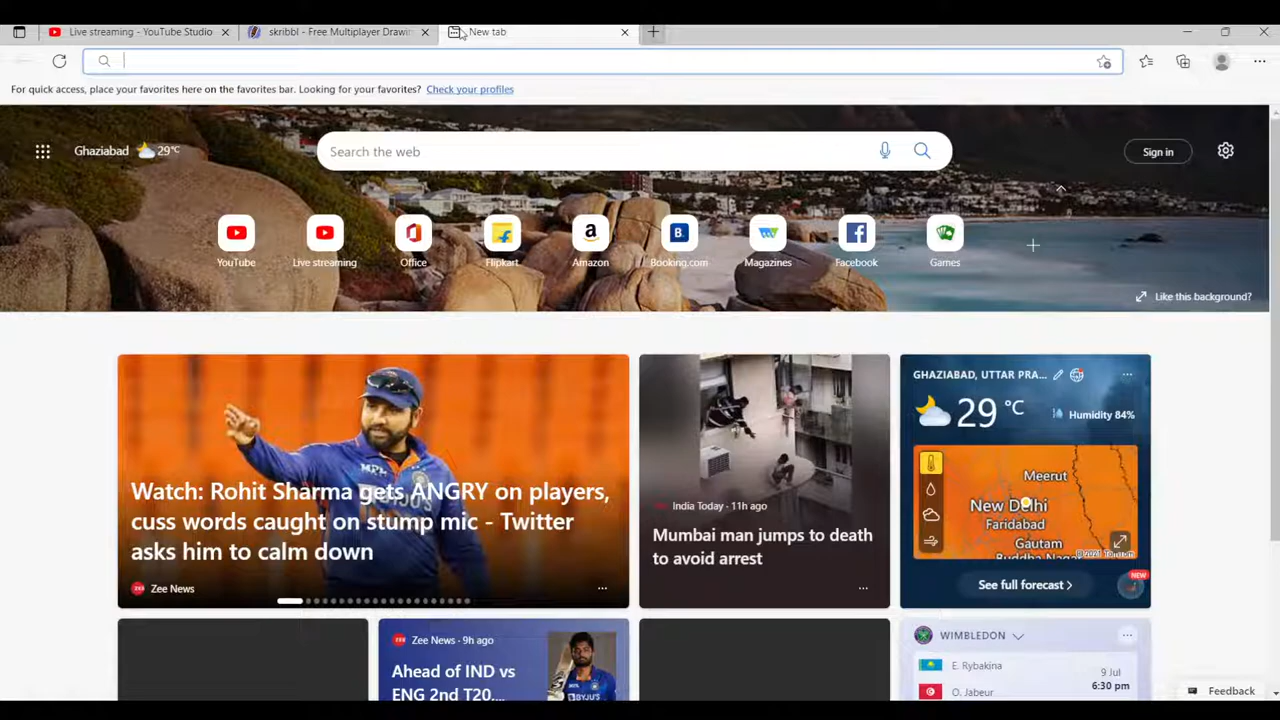 Live streaming - YouTube Studio
skribbl - Free Multiplayer Drawin
New tab
For quick access, place your favorites here on the favorites bar. Looking for your favorites? Check your profiles
Ghaziabad 29°C
Search the web
Sign in
YouTube
Live streaming
Office
Flipkart
Amazon
Booking.com
Magazines
Facebook
Games
Like this background?
Watch: Rohit Sharma gets ANGRY on players,
cuss words caught on stump mic - Twitter
asks him to calm down
Zee News
India Today · 11h ago
Mumbai man jumps to death
to avoid arrest
GHAZIABAD, UTTAR PRA...
29 °C
Humidity 84%
Meerut
New Delhi
Faridabad
Gautam
Buddha Naga
See full forecast
NEW
Zee News · 9h ago
Ahead of IND vs
ENG 2nd T20....
WIMBLEDON
E. Rybakina
O. Jabeur
9 Jul
6:30 pm
Feedback